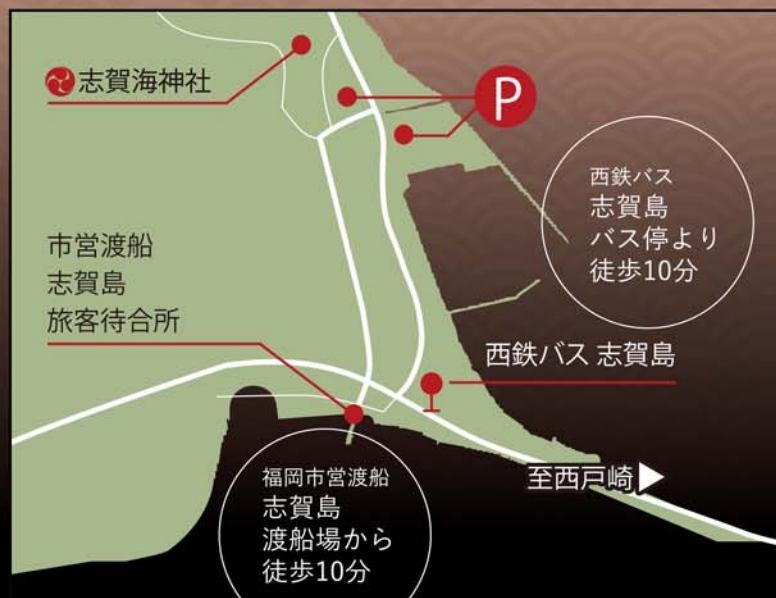 志賀海神社
P
西鉄バス
志賀島
バス停より
徒歩10分
市営渡船
志賀島
旅客待合所
西鉄バス 志賀島
至西戸崎▶
福岡市営渡船
志賀島
渡船場から
徒歩10分